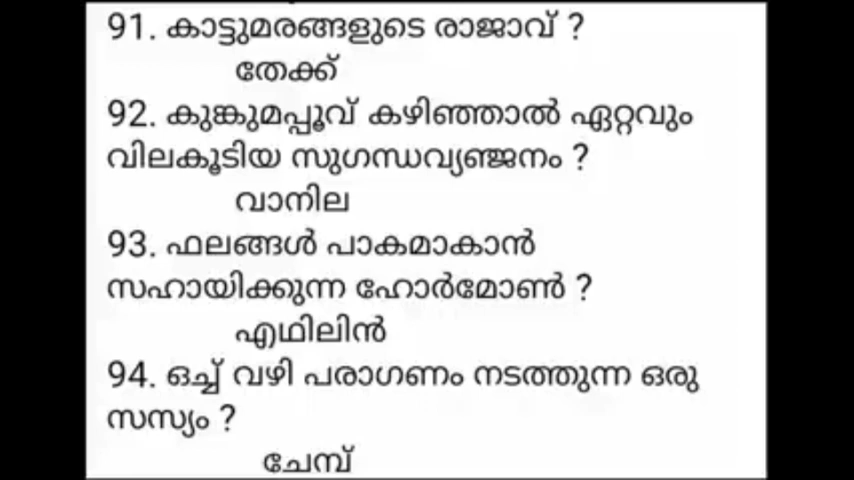 91. കാട്ടുമരങ്ങളുടെ രാജാവ് ?
തേക്ക്
92. കുങ്കുമപ്പൂവ് കഴിഞ്ഞാൽ ഏറ്റവും
വിലകൂടിയ സുഗന്ധവ്യഞ്ജനം ?
വാനില
93. ഫലങ്ങൾ പാകമാകാൻ
സഹായിക്കുന്ന ഹോർമോൺ ?
എഥിലിൻ
94. ഒച്ച് വഴി പരാഗണം നടത്തുന്ന ഒരു
സസ്യം ?
ചേമ്പ്